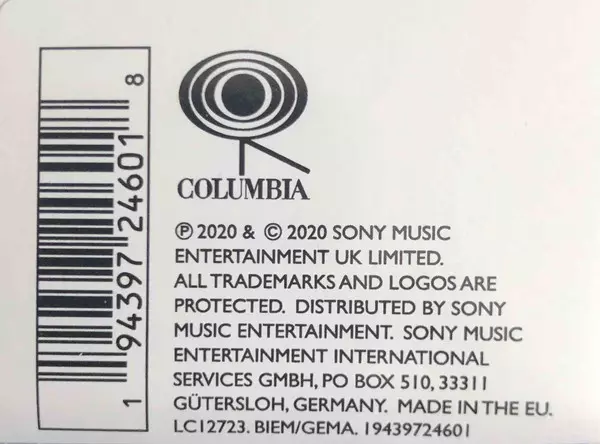 1 94397 24601 8
COLUMBIA
℗ 2020 & © 2020 SONY MUSIC
ENTERTAINMENT UK LIMITED.
ALL TRADEMARKS AND LOGOS ARE
PROTECTED. DISTRIBUTED BY SONY
MUSIC ENTERTAINMENT. SONY MUSIC
ENTERTAINMENT INTERNATIONAL
SERVICES GMBH, PO BOX 510, 33311
GÜTERSLOH, GERMANY. MADE IN THE EU.
LC12723. BIEM/GEMA. 19439724601